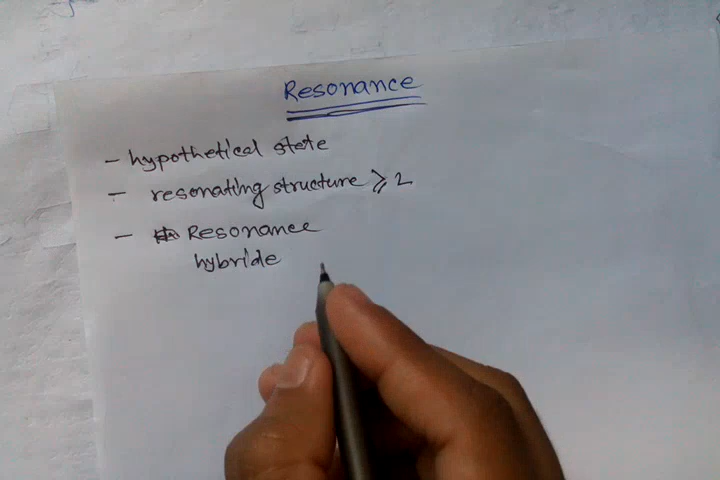 Resonance
- hypothetical state
- resonating structure ⩾ 2
- Resonance
hybride